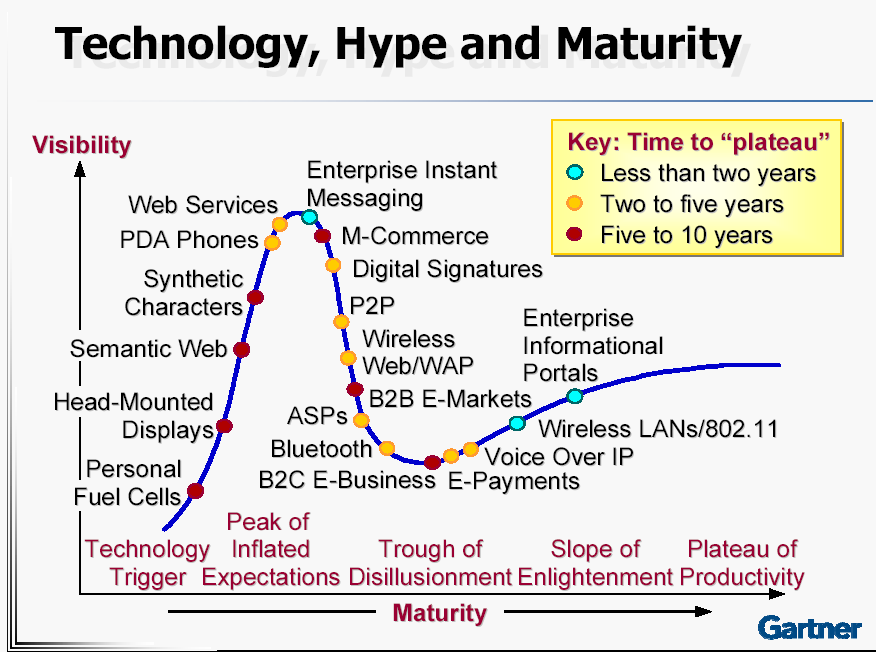 Technology, Hype and Maturity
Visibility
Key: Time to “plateau”
Less than two years
Two to five years
Five to 10 years
Enterprise Instant
Messaging
Web Services
PDA Phones
M-Commerce
Digital Signatures
Synthetic
Characters
P2P
Semantic Web
Wireless
Web/WAP
Enterprise
Informational
Portals
Head-Mounted
Displays
B2B E-Markets
ASPs
Wireless LANs/802.11
Bluetooth
Voice Over IP
Personal
Fuel Cells
B2C E-Business
E-Payments
Technology
Trigger
Peak of
Inflated
Expectations
Trough of
Disillusionment
Slope of
Enlightenment
Plateau of
Productivity
Maturity
Gartner